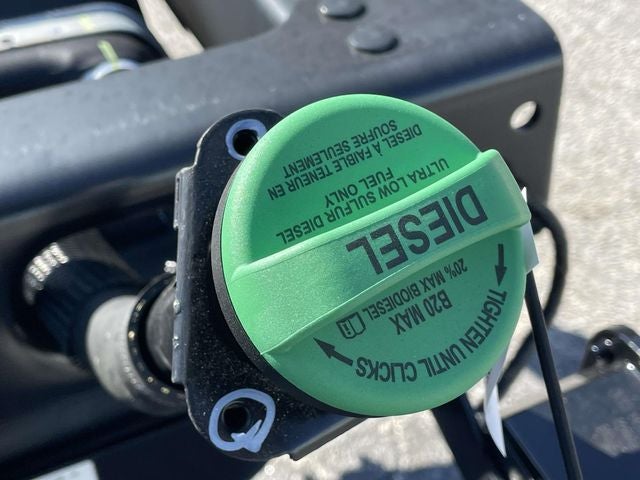 TIGHTEN UNTIL CLICKS
B20 MAX
20% MAX BIODIESEL
DIESEL
ULTRA LOW SULFUR DIESEL
FUEL ONLY
DIESEL À FAIBLE TENEUR EN
SOUFRE SEULEMENT